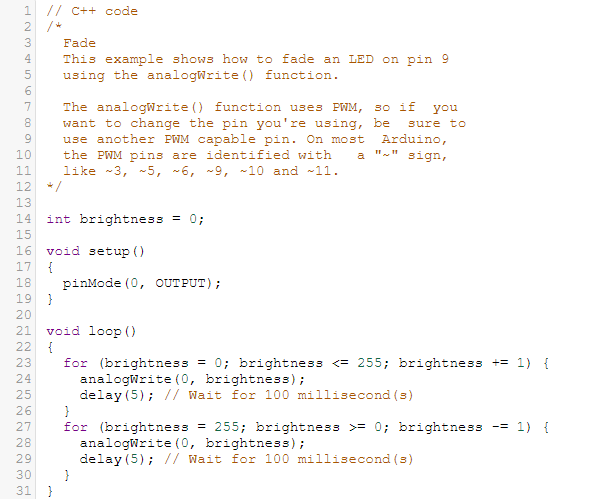 1 // C++ code
2 /*
3   Fade
4   This example shows how to fade an LED on pin 9
5   using the analogWrite() function.
6
7   The analogWrite() function uses PWM, so if  you
8   want to change the pin you're using, be  sure to
9   use another PWM capable pin. On most  Arduino,
10   the PWM pins are identified with   a "~" sign,
11   like ~3, ~5, ~6, ~9, ~10 and ~11.
12 */
13
14 int brightness = 0;
15
16 void setup()
17 {
18   pinMode(0, OUTPUT);
19 }
20
21 void loop()
22 {
23   for (brightness = 0; brightness <= 255; brightness += 1) {
24     analogWrite(0, brightness);
25     delay(5); // Wait for 100 millisecond(s)
26   }
27   for (brightness = 255; brightness >= 0; brightness -= 1) {
28     analogWrite(0, brightness);
29     delay(5); // Wait for 100 millisecond(s)
30   }
31 }